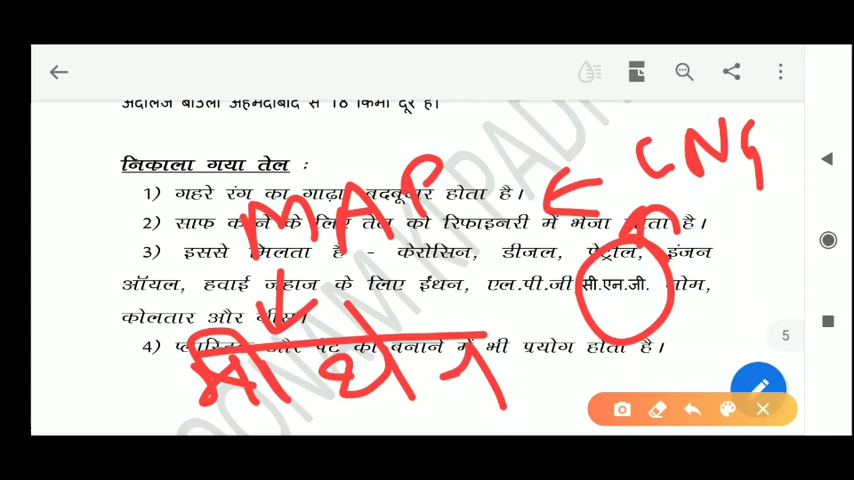 अदालज बाउली अहमदाबाद से 18 किमी दूर है।
निकाला गया तेल :
1) गहरे रंग का गाढ़ा बदबूदार होता है।
2) साफ करने के लिए तेल को रिफाइनरी में भेजा जाता है।
3) इससे मिलता है - केरोसिन, डीजल, पेट्रोल, इंजन
ऑयल, हवाई जहाज के लिए ईंधन, एल.पी.जी सी.एन.जी. मोम,
कोलतार और ग्रीस।
4) प्लास्टिक और पेंट को बनाने में भी प्रयोग होता है।
CNG
MAP
5